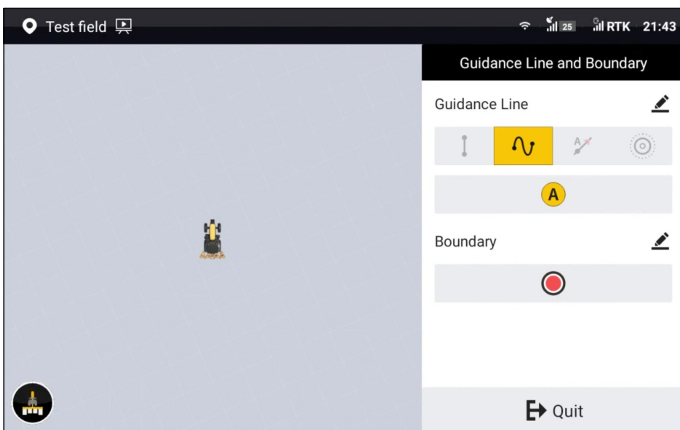 Test field
25
G
RTK
21:43
Guidance Line and Boundary
Guidance Line
A
A
Boundary
Quit